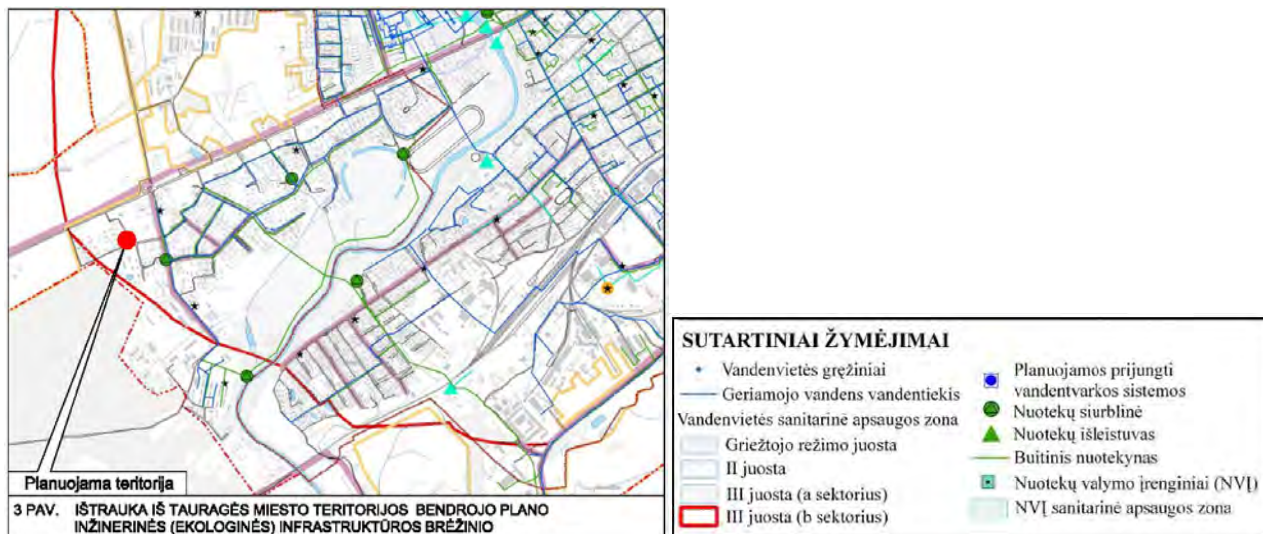 Planuojama teritorija
3 PAV. IŠTRAUKA IŠ TAURAGĖS MIESTO TERITORIJOS BENDROJO PLANO
INŽINERINĖS (EKOLOGINĖS) INFRASTRUKTŪROS BRĖŽINIO
SUTARTINIAI ŽYMĖJIMAI
Vandenvietės gręžiniai
Geriamojo vandens vandentiekis
Vandenvietės sanitarinė apsaugos zona
Griežtojo režimo juosta
II juosta
III juosta (a sektorius)
III juosta (b sektorius)
Planuojamos prijungti
vandentvarkos sistemos
Nuotekų siurblinė
Nuotekų išleistuvas
Buitinis nuotekynas
Nuotekų valymo įrenginiai (NVĮ)
NVĮ sanitarinė apsaugos zona